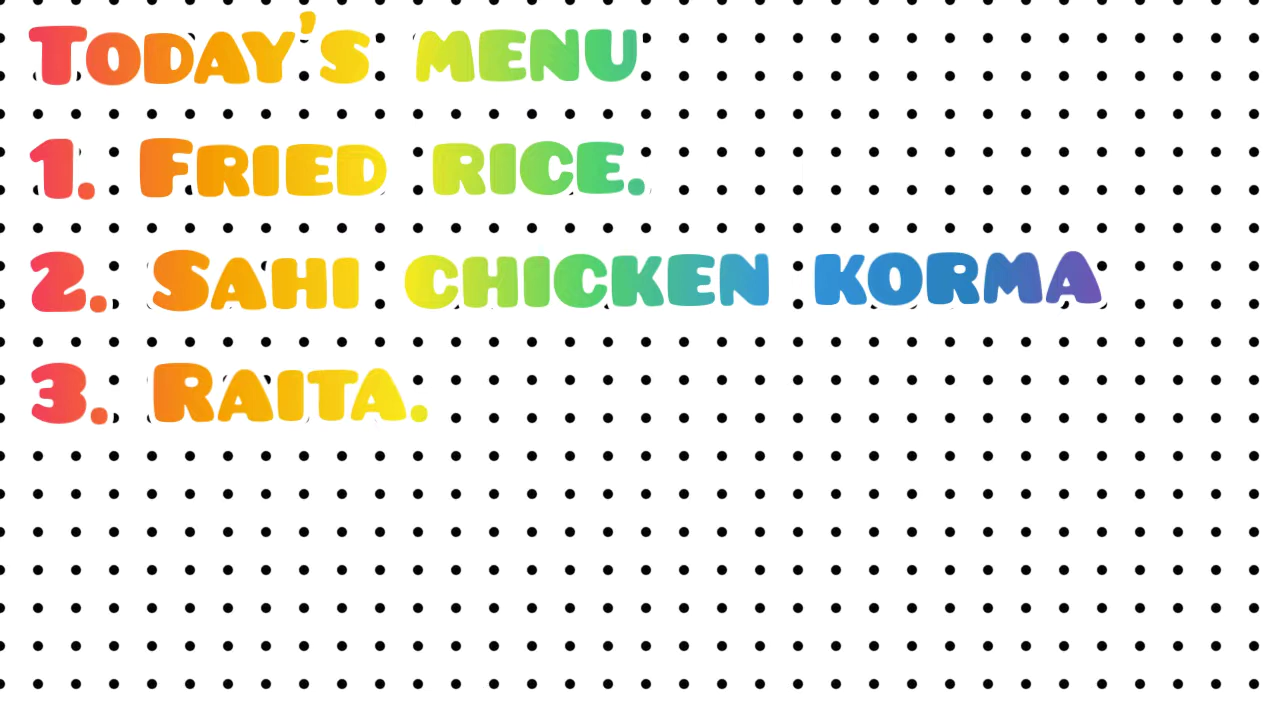 Today's menu
1. Fried rice.
2. Sahi chicken korma
3. Raita.